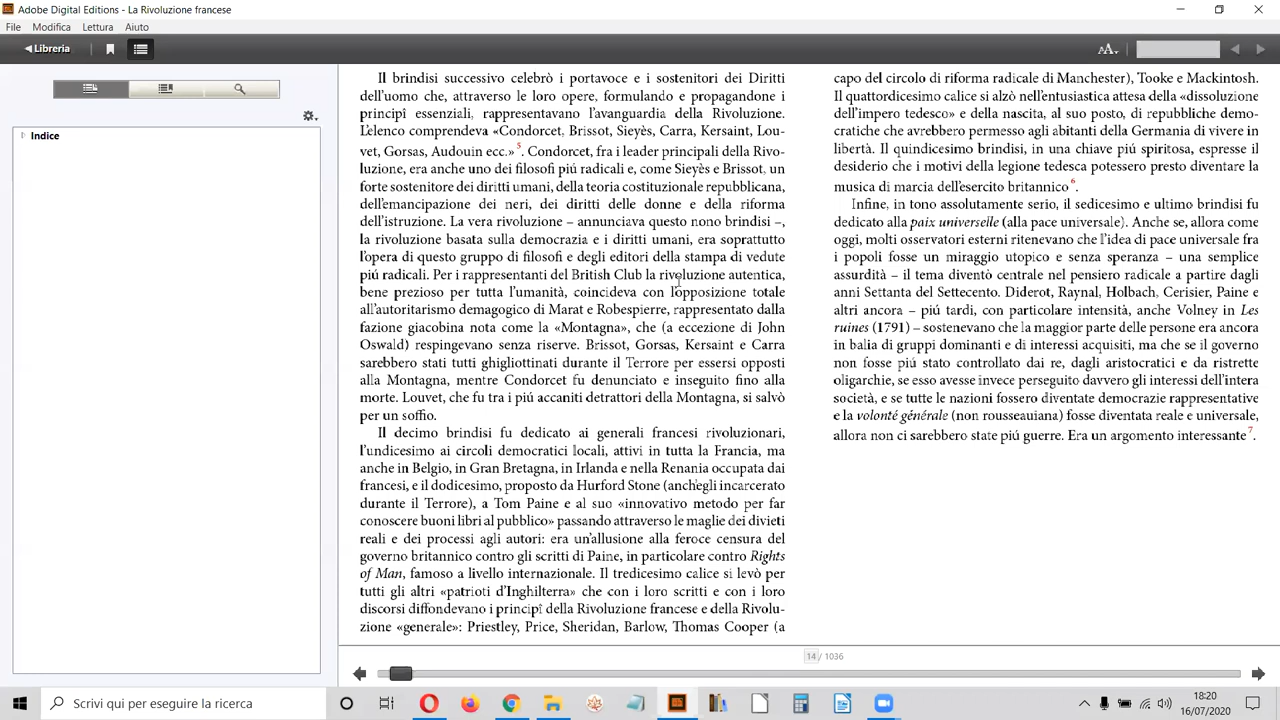 Adobe Digital Editions - La Rivoluzione francese
File Modifica Lettura Aiuto
Libreria
Indice
Il brindisi successivo celebrò i portavoce e i sostenitori dei Diritti
dell'uomo che, attraverso le loro opere, formulando e propagandone i
principî essenziali, rappresentavano l'avanguardia della Rivoluzione.
L'elenco comprendeva «Condorcet, Brissot, Sieyès, Carra, Kersaint, Lou-
vet, Gorsas, Audouin ecc.» 5. Condorcet, fra i leader principali della Rivo-
luzione, era anche uno dei filosofi piú radicali e, come Sieyès e Brissot, un
forte sostenitore dei diritti umani, della teoria costituzionale repubblicana,
dell'emancipazione dei neri, dei diritti delle donne e della riforma
dell'istruzione. La vera rivoluzione – annunciava questo nono brindisi –,
la rivoluzione basata sulla democrazia e i diritti umani, era soprattutto
l'opera di questo gruppo di filosofi e degli editori della stampa di vedute
piú radicali. Per i rappresentanti del British Club la rivoluzione autentica,
bene prezioso per tutta l'umanità, coincideva con l'opposizione totale
all'autoritarismo demagogico di Marat e Robespierre, rappresentato dalla
fazione giacobina nota come la «Montagna», che (a eccezione di John
Oswald) respingevano senza riserve. Brissot, Gorsas, Kersaint e Carra
sarebbero stati tutti ghigliottinati durante il Terrore per essersi opposti
alla Montagna, mentre Condorcet fu denunciato e inseguito fino alla
morte. Louvet, che fu tra i piú accaniti detrattori della Montagna, si salvò
per un soffio.
Il decimo brindisi fu dedicato ai generali francesi rivoluzionari,
l'undicesimo ai circoli democratici locali, attivi in tutta la Francia, ma
anche in Belgio, in Gran Bretagna, in Irlanda e nella Renania occupata dai
francesi, e il dodicesimo, proposto da Hurford Stone (anch'egli incarcerato
durante il Terrore), a Tom Paine e al suo «innovativo metodo per far
conoscere buoni libri al pubblico» passando attraverso le maglie dei divieti
reali e dei processi agli autori: era un'allusione alla feroce censura del
governo britannico contro gli scritti di Paine, in particolare contro Rights
of Man, famoso a livello internazionale. Il tredicesimo calice si levò per
tutti gli altri «patrioti d'Inghilterra» che con i loro scritti e con i loro
discorsi diffondevano i principî della Rivoluzione francese e della Rivolu-
zione «generale»: Priestley, Price, Sheridan, Barlow, Thomas Cooper (a
capo del circolo di riforma radicale di Manchester), Tooke e Mackintosh.
Il quattordicesimo calice si alzò nell'entusiastica attesa della «dissoluzione
dell'impero tedesco» e della nascita, al suo posto, di repubbliche demo-
cratiche che avrebbero permesso agli abitanti della Germania di vivere in
libertà. Il quindicesimo brindisi, in una chiave piú spiritosa, espresse il
desiderio che i motivi della legione tedesca potessero presto diventare la
musica di marcia dell'esercito britannico 6.
Infine, in tono assolutamente serio, il sedicesimo e ultimo brindisi fu
dedicato alla paix universelle (alla pace universale). Anche se, allora come
oggi, molti osservatori esterni ritenevano che l'idea di pace universale fra
i popoli fosse un miraggio utopico e senza speranza – una semplice
assurdità – il tema diventò centrale nel pensiero radicale a partire dagli
anni Settanta del Settecento. Diderot, Raynal, Holbach, Cerisier, Paine e
altri ancora – piú tardi, con particolare intensità, anche Volney in Les
ruines (1791) – sostenevano che la maggior parte delle persone era ancora
in balia di gruppi dominanti e di interessi acquisiti, ma che se il governo
non fosse piú stato controllato dai re, dagli aristocratici e da ristrette
oligarchie, se esso avesse invece perseguito davvero gli interessi dell'intera
società, e se tutte le nazioni fossero diventate democrazie rappresentative
e la volonté générale (non rousseauiana) fosse diventata reale e universale,
allora non ci sarebbero state piú guerre. Era un argomento interessante 7.
14 / 1036
Scrivi qui per eseguire la ricerca
18:20
16/07/2020